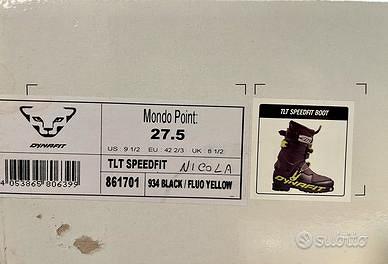 DYNAFIT
Mondo Point:
27.5
US : 9 1/2 EU : 42 2/3 UK : 8 1/2
TLT SPEEDFIT NICOLA
861701 934 BLACK / FLUO YELLOW
4 053865 806399
TLT SPEEDFIT BOOT
DYNAFIT
subito